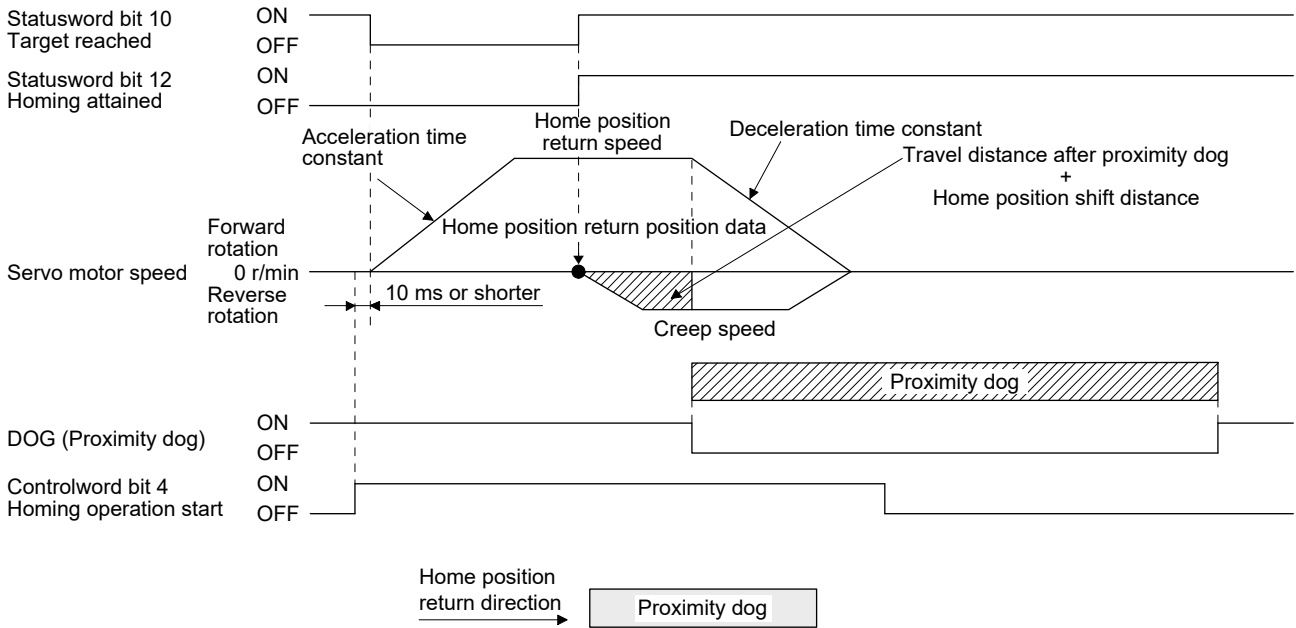 Statusword bit 10
Target reached
ON
OFF
Statusword bit 12
Homing attained
ON
OFF
Acceleration time
constant
Home position
return speed
Deceleration time constant
Travel distance after proximity dog
+
Home position shift distance
Home position return position data
Servo motor speed
Forward
rotation
0 r/min
Reverse
rotation
10 ms or shorter
Creep speed
Proximity dog
DOG (Proximity dog)
ON
OFF
Controlword bit 4
Homing operation start
ON
OFF
Home position
return direction
Proximity dog